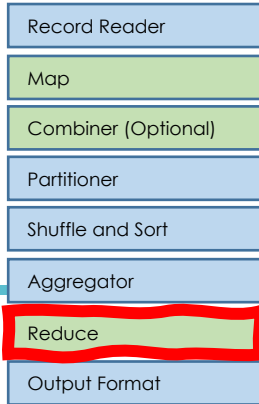 Record Reader
Map
Combiner (Optional)
Partitioner
Shuffle and Sort
Aggregator
Reduce
Output Format